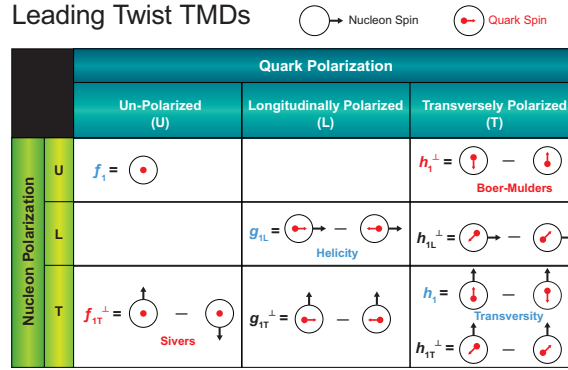 Leading Twist TMDs
Nucleon Spin
Quark Spin
Quark Polarization
Un-Polarized
(U)
Longitudinally Polarized
(L)
Transversely Polarized
(T)
Nucleon Polarization
U
f₁ =
h₁^⊥ = —
Boer-Mulders
L
g₁L = —
Helicity
h₁L^⊥ = —
T
f₁T^⊥ = —
Sivers
g₁T^⊥ = —
h₁ = —
Transversity
h₁T^⊥ = —